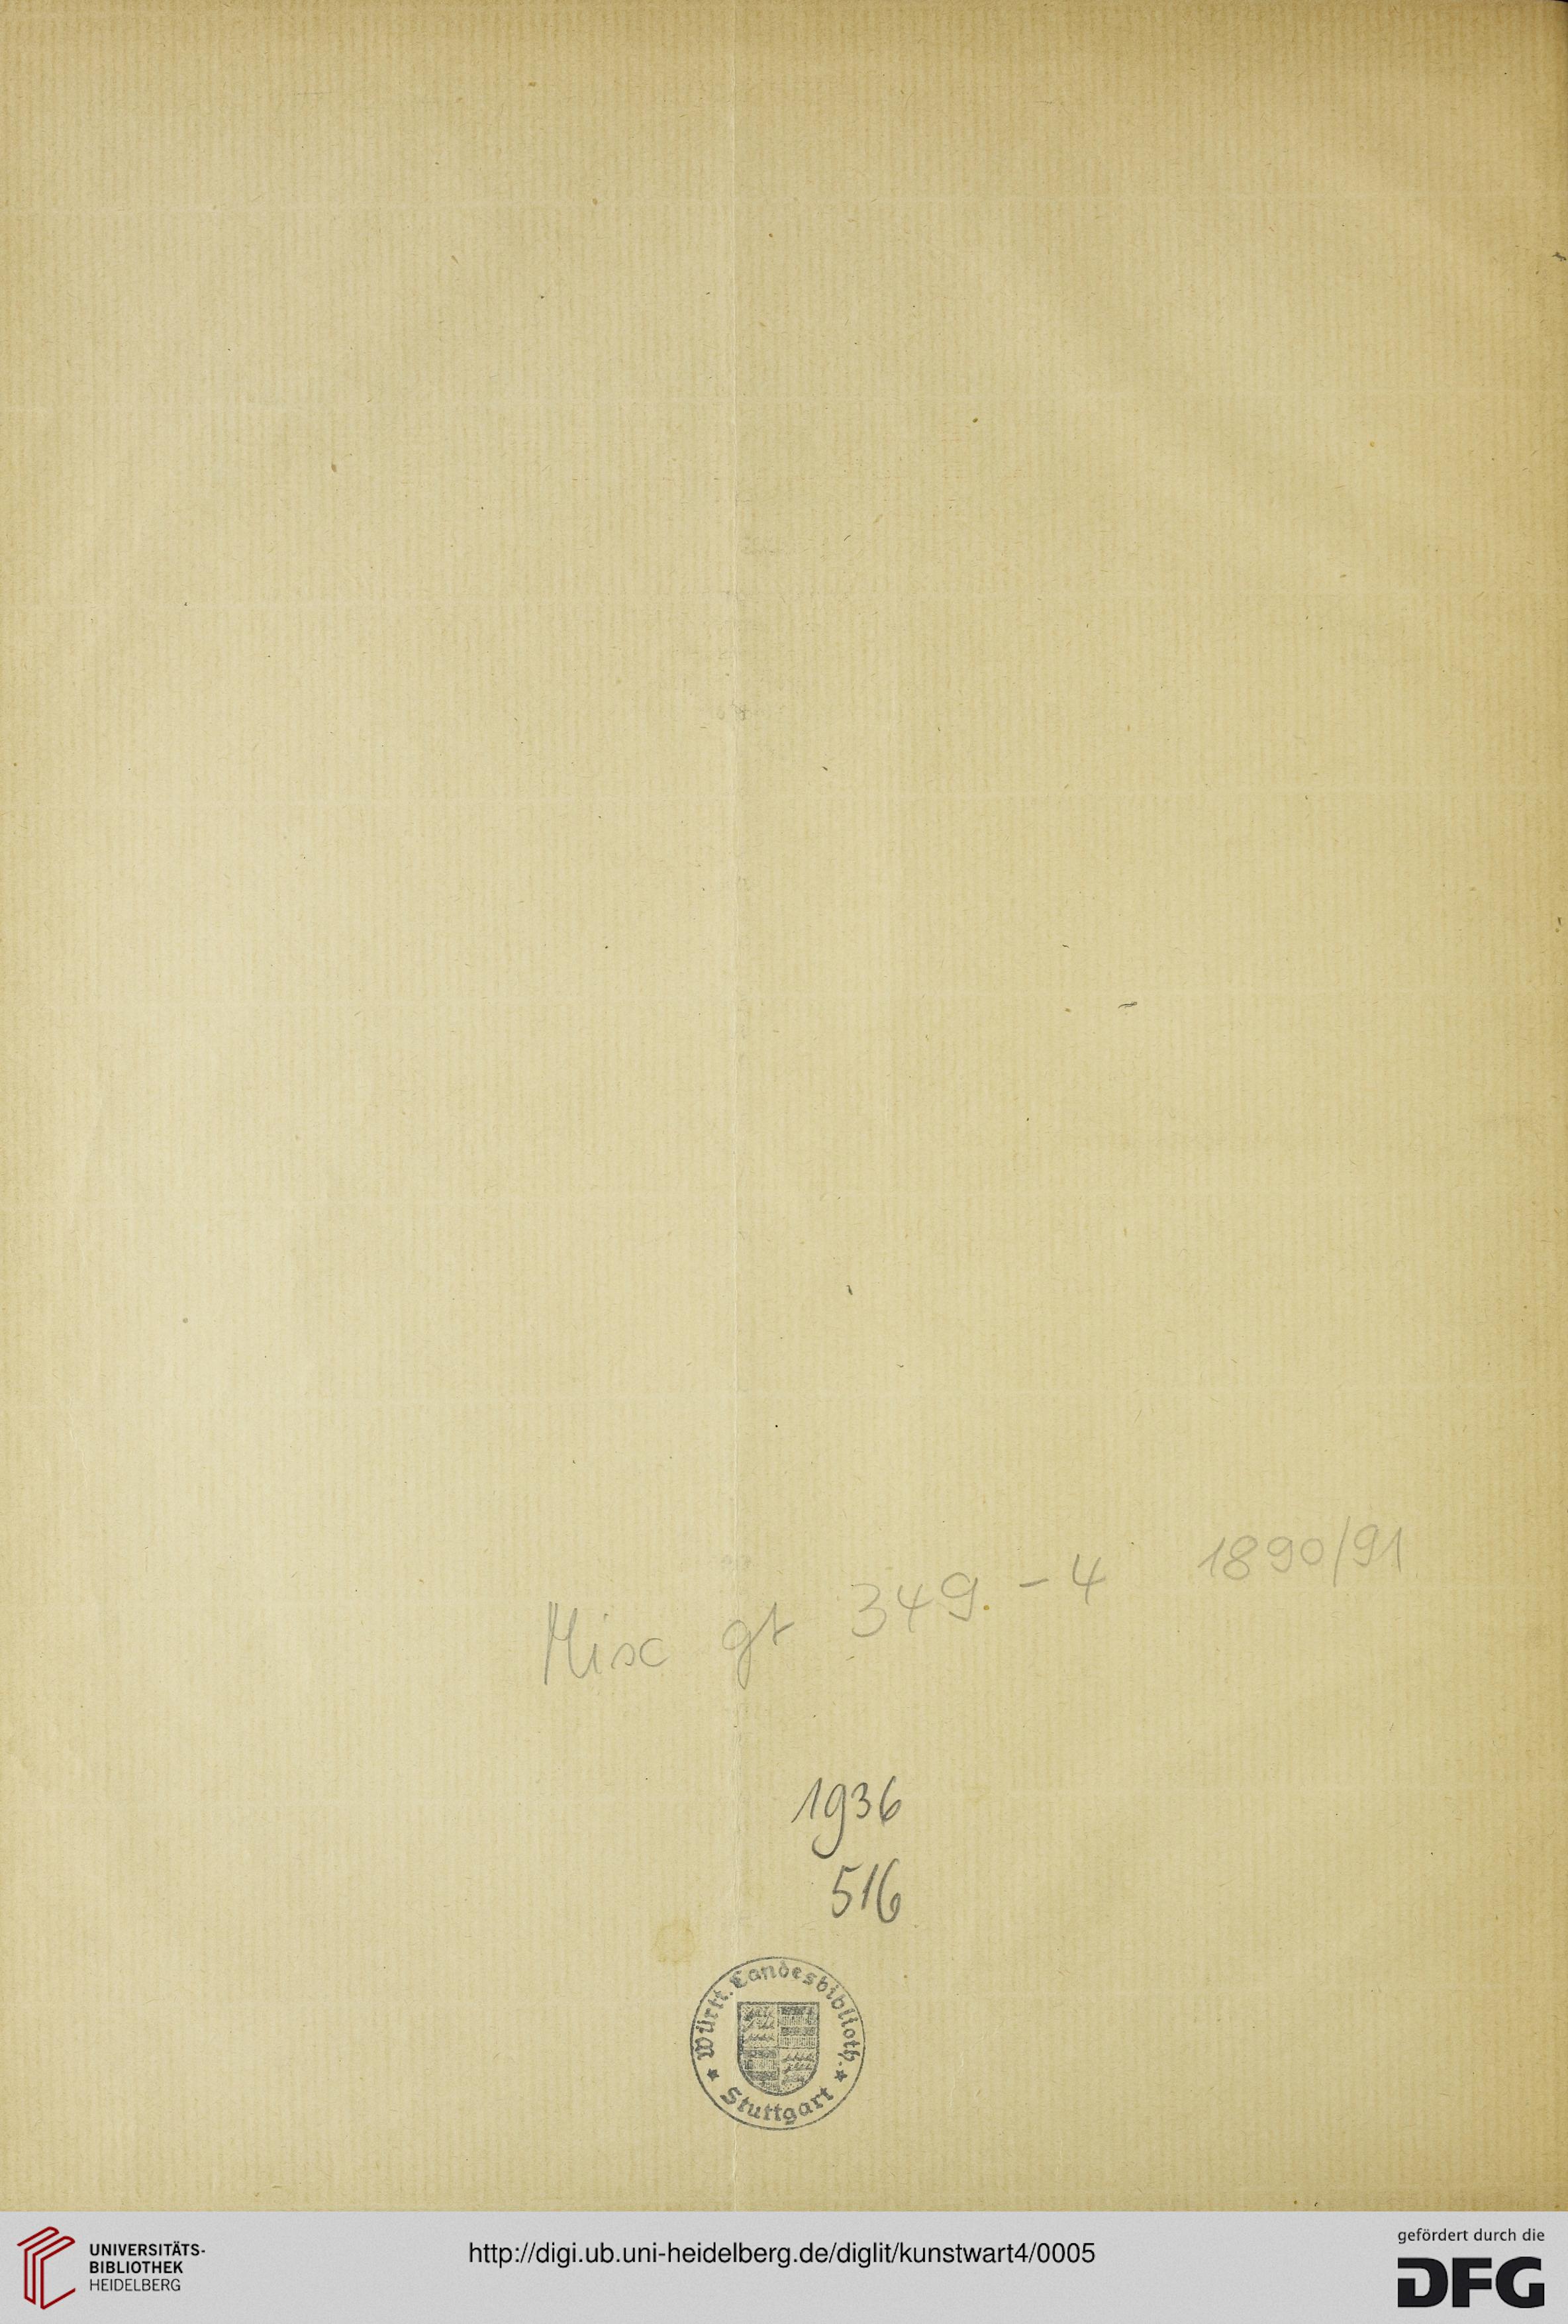 Misc gt 349.-4 1890/91
1936
516
Württ. Landesbiblioth.
Stuttgart
UNIVERSITÄTS-
BIBLIOTHEK
HEIDELBERG
http://digi.ub.uni-heidelberg.de/diglit/kunstwart4/0005
gefördert durch die
DFG